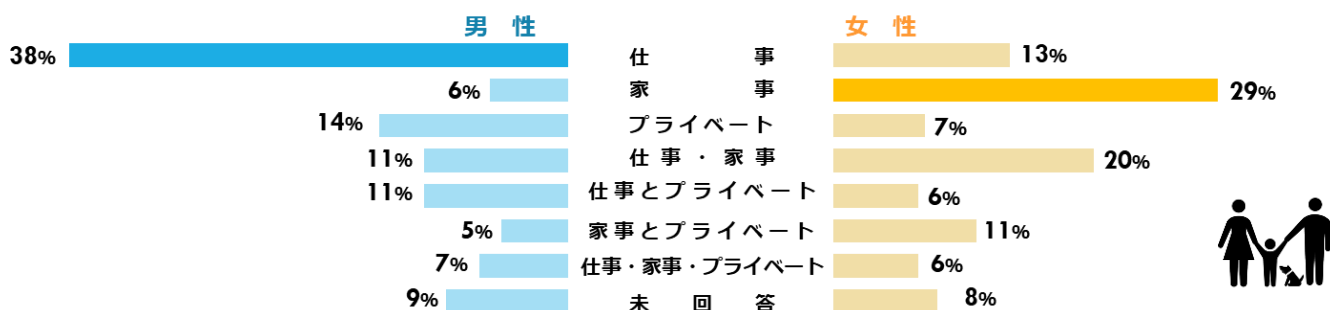 男 性 女 性
38% 仕 事 13%
6% 家 事 29%
14% プライベート 7%
11% 仕 事 ・ 家 事 20%
11% 仕事とプライベート 6%
5% 家事とプライベート 11%
7% 仕事・家事・プライベート 6%
9% 未 回 答 8%